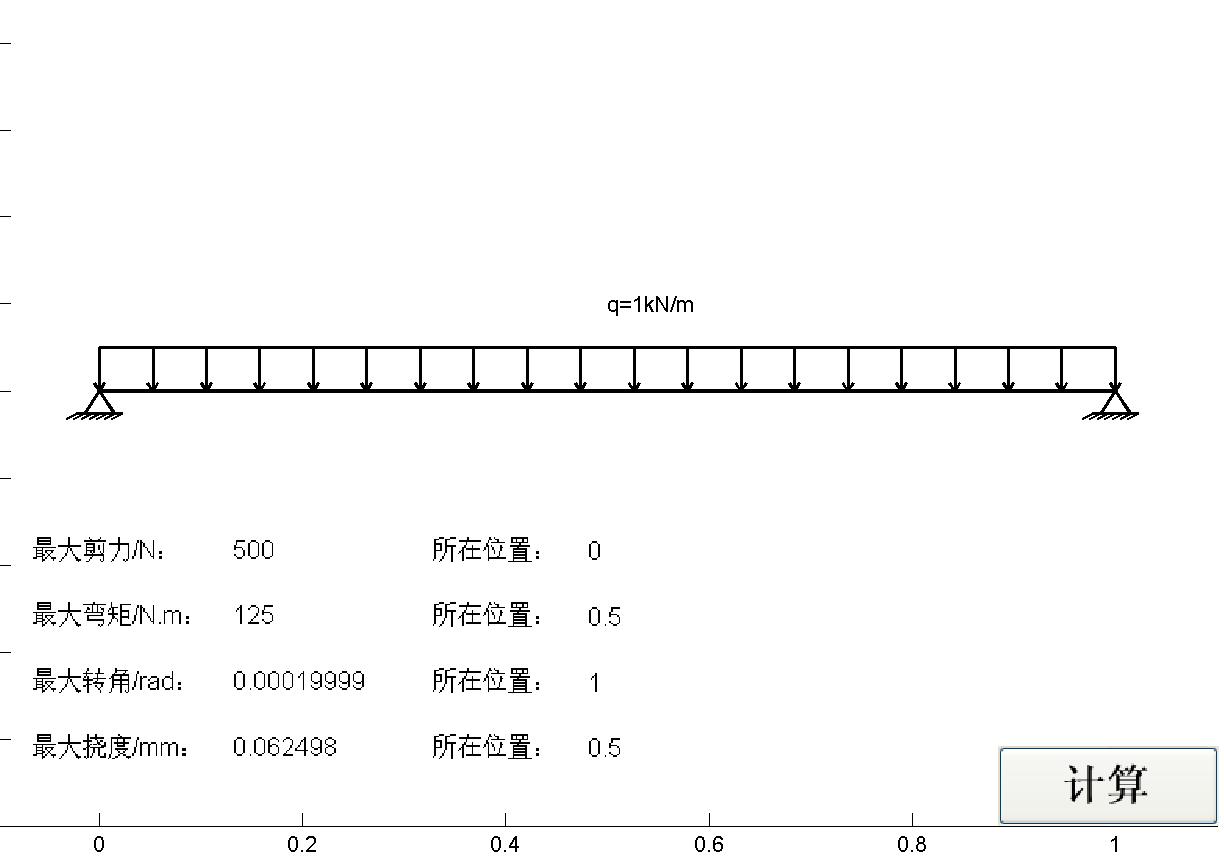 q=1kN/m
最大剪力/N： 500 所在位置： 0
最大弯矩/N.m： 125 所在位置： 0.5
最大转角/rad： 0.00019999 所在位置： 1
最大挠度/mm： 0.062498 所在位置： 0.5
计算
0 0.2 0.4 0.6 0.8 1